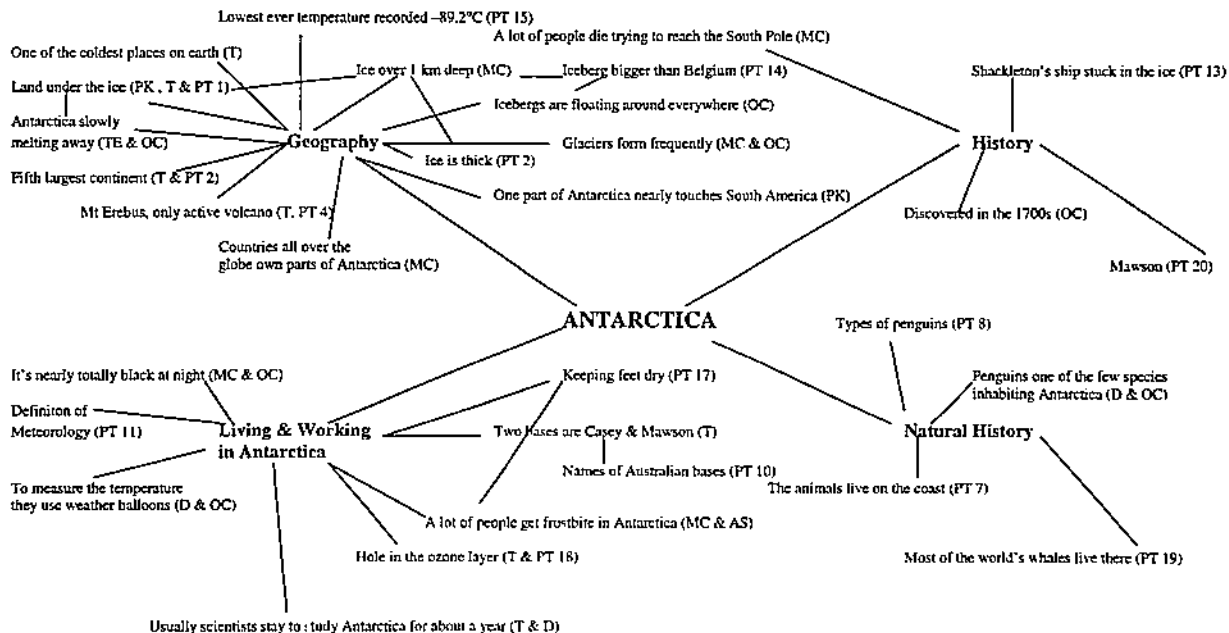 Lowest ever temperature recorded –89.2°C (PT 15)
A lot of people die trying to reach the South Pole (MC)
One of the coldest places on earth (T)
Ice over 1 km deep (MC)
Iceberg bigger than Belgium (PT 14)
Shackleton's ship stuck in the ice (PT 13)
Land under the ice (PK , T & PT 1)
Icebergs are floating around everywhere (OC)
Antarctica slowly
melting away (TE & OC)
Geography
Glaciers form frequently (MC & OC)
History
Ice is thick (PT 2)
Fifth largest continent (T & PT 2)
One part of Antarctica nearly touches South America (PK)
Mt Erebus, only active volcano (T, PT 4)
Discovered in the 1700s (OC)
Countries all over the
globe own parts of Antarctica (MC)
Mawson (PT 20)
ANTARCTICA
Types of penguins (PT 8)
It's nearly totally black at night (MC & OC)
Keeping feet dry (PT 17)
Penguins one of the few species
inhabiting Antarctica (D & OC)
Definiton of
Meteorology (PT 11)
Living & Working
in Antarctica
Two bases are Casey & Mawson (T)
Natural History
Names of Australian bases (PT 10)
The animals live on the coast (PT 7)
To measure the temperature
they use weather balloons (D & OC)
A lot of people get frostbite in Antarctica (MC & AS)
Hole in the ozone layer (T & PT 18)
Most of the world's whales live there (PT 19)
Usually scientists stay to study Antarctica for about a year (T & D)